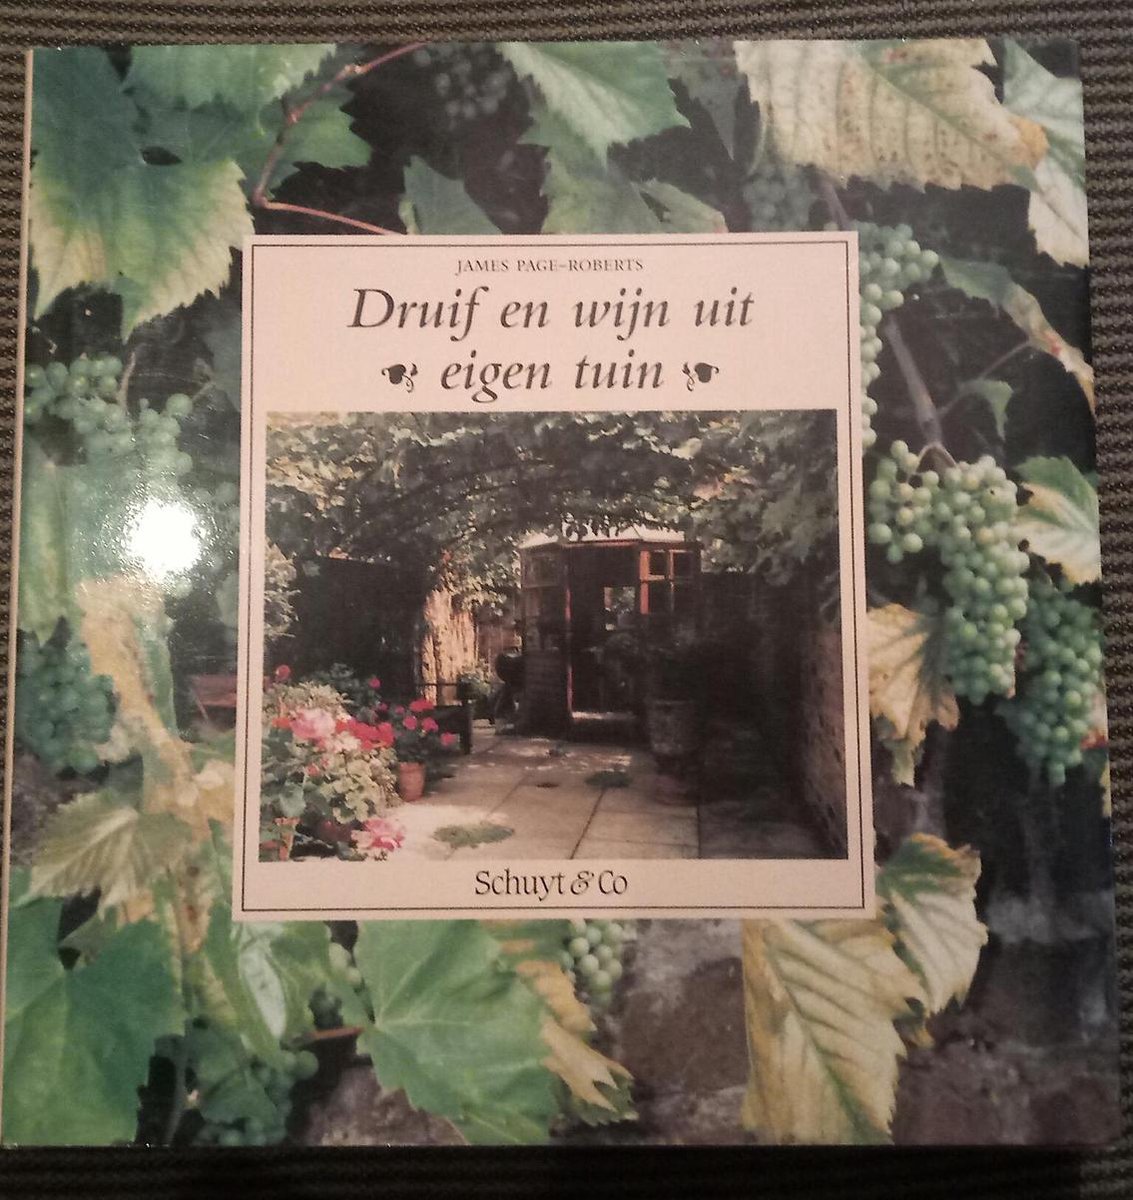 JAMES PAGE-ROBERTS
Druif en wijn uit
eigen tuin
Schuyt & Co